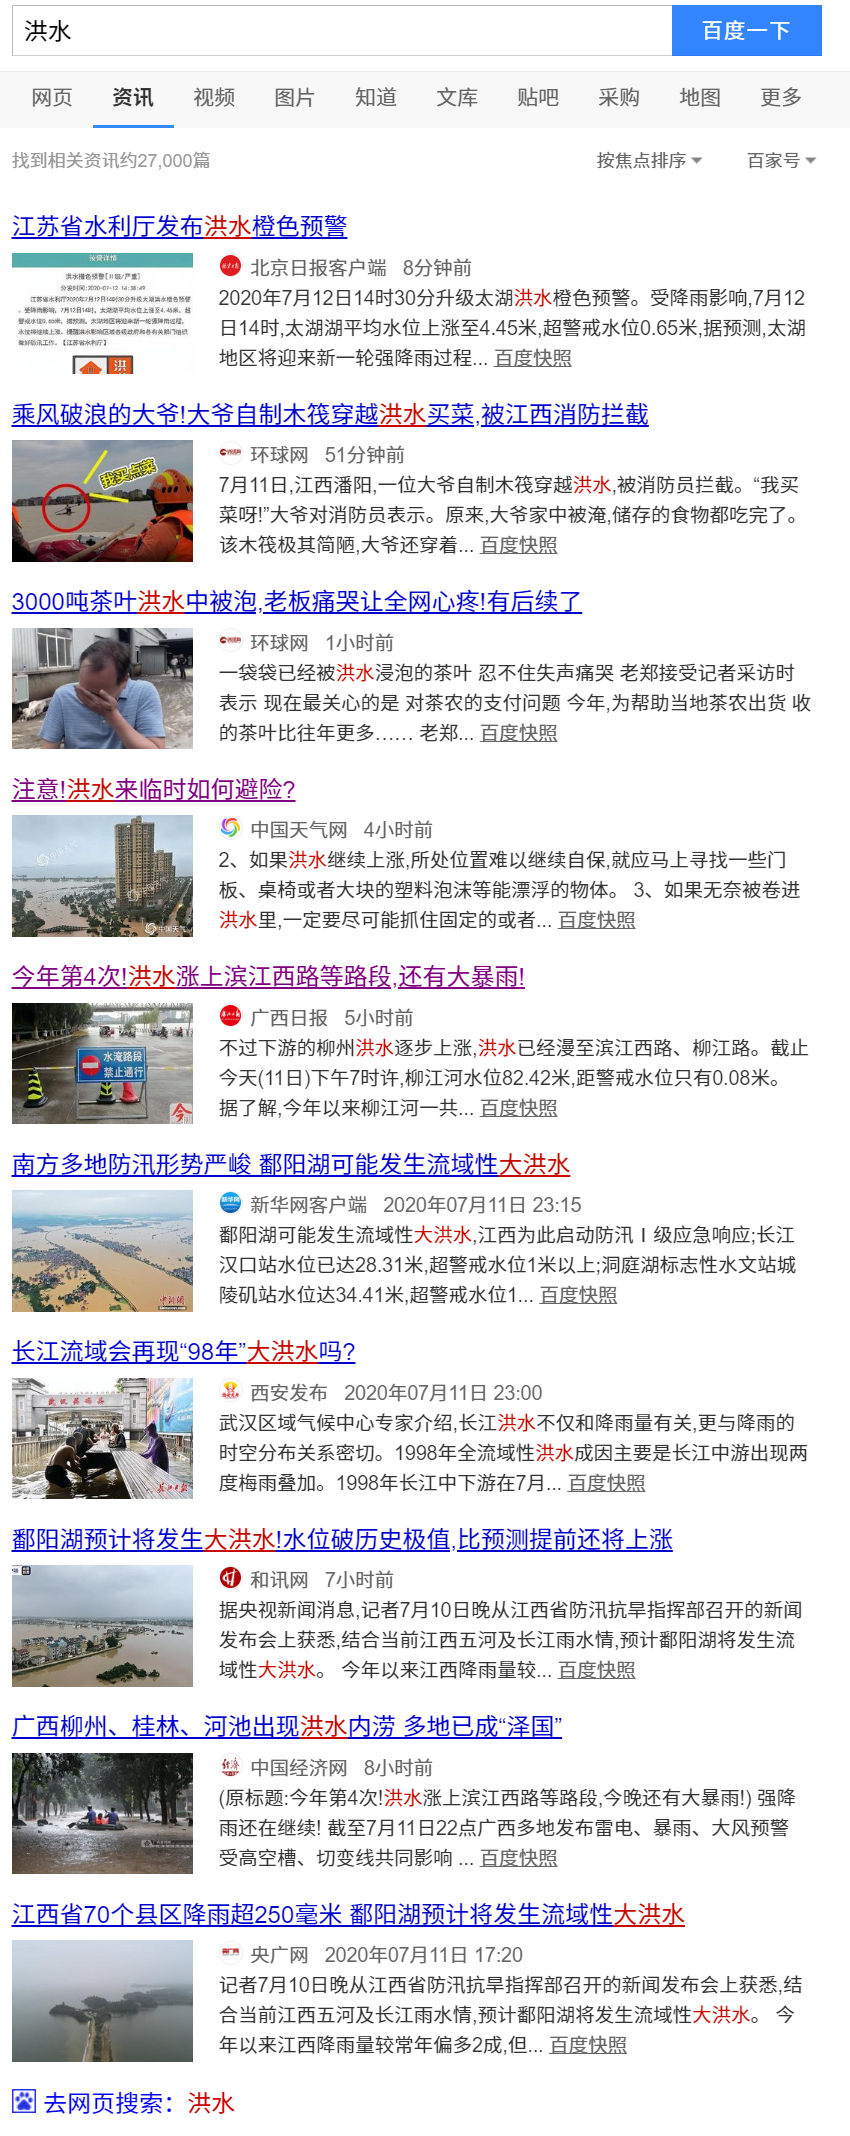 洪水
百度一下
网页 资讯 视频 图片 知道 文库 贴吧 采购 地图 更多
找到相关资讯约27,000篇 按焦点排序 百家号
江苏省水利厅发布洪水橙色预警
预警详情
洪水橙色预警[Ⅱ级/严重]
北京日报客户端 8分钟前
2020年7月12日14时30分升级太湖洪水橙色预警。受降雨影响,7月12
日14时,太湖湖平均水位上涨至4.45米,超警戒水位0.65米,据预测,太湖
地区将迎来新一轮强降雨过程... 百度快照
乘风破浪的大爷!大爷自制木筏穿越洪水买菜,被江西消防拦截
我买点菜
环球网 51分钟前
7月11日,江西潘阳,一位大爷自制木筏穿越洪水,被消防员拦截。“我买
菜呀!”大爷对消防员表示。原来,大爷家中被淹,储存的食物都吃完了。
该木筏极其简陋,大爷还穿着... 百度快照
3000吨茶叶洪水中被泡,老板痛哭让全网心疼!有后续了
环球网 1小时前
一袋袋已经被洪水浸泡的茶叶 忍不住失声痛哭 老郑接受记者采访时
表示 现在最关心的是 对茶农的支付问题 今年,为帮助当地茶农出货 收
的茶叶比往年更多…… 老郑... 百度快照
注意!洪水来临时如何避险?
中国天气
中国天气网 4小时前
2、如果洪水继续上涨,所处位置难以继续自保,就应马上寻找一些门
板、桌椅或者大块的塑料泡沫等能漂浮的物体。 3、如果无奈被卷进
洪水里,一定要尽可能抓住固定的或者... 百度快照
今年第4次!洪水涨上滨江西路等路段,还有大暴雨!
水淹路段
禁止通行
今
广西日报 5小时前
不过下游的柳州洪水逐步上涨,洪水已经漫至滨江西路、柳江路。截止
今天(11日)下午7时许,柳江河水位82.42米,距警戒水位只有0.08米。
据了解,今年以来柳江河一共... 百度快照
南方多地防汛形势严峻 鄱阳湖可能发生流域性大洪水
中新网
新华网客户端 2020年07月11日 23:15
鄱阳湖可能发生流域性大洪水,江西为此启动防汛Ⅰ级应急响应;长江
汉口站水位已达28.31米,超警戒水位1米以上;洞庭湖标志性水文站城
陵矶站水位达34.41米,超警戒水位1... 百度快照
长江流域会再现“98年”大洪水吗?
长江日报
西安发布 2020年07月11日 23:00
武汉区域气候中心专家介绍,长江洪水不仅和降雨量有关,更与降雨的
时空分布关系密切。1998年全流域性洪水成因主要是长江中游出现两
度梅雨叠加。1998年长江中下游在7月... 百度快照
鄱阳湖预计将发生大洪水!水位破历史极值,比预测提前还将上涨
和讯网 7小时前
据央视新闻消息,记者7月10日晚从江西省防汛抗旱指挥部召开的新闻
发布会上获悉,结合当前江西五河及长江雨水情,预计鄱阳湖将发生流
域性大洪水。 今年以来江西降雨量较... 百度快照
广西柳州、桂林、河池出现洪水内涝 多地已成“泽国”
中国经济网 8小时前
(原标题:今年第4次!洪水涨上滨江西路等路段,今晚还有大暴雨!) 强降
雨还在继续! 截至7月11日22点广西多地发布雷电、暴雨、大风预警
受高空槽、切变线共同影响 ... 百度快照
江西省70个县区降雨超250毫米 鄱阳湖预计将发生流域性大洪水
央广网 2020年07月11日 17:20
记者7月10日晚从江西省防汛抗旱指挥部召开的新闻发布会上获悉,结
合当前江西五河及长江雨水情,预计鄱阳湖将发生流域性大洪水。 今
年以来江西降雨量较常年偏多2成,但... 百度快照
去网页搜索：洪水